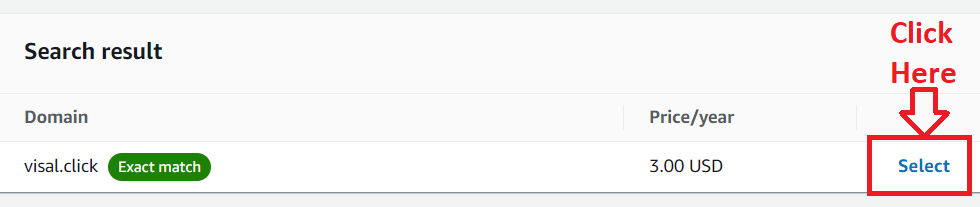 Search result
Click
Here
Domain
Price/year
visal.click Exact match
3.00 USD
Select